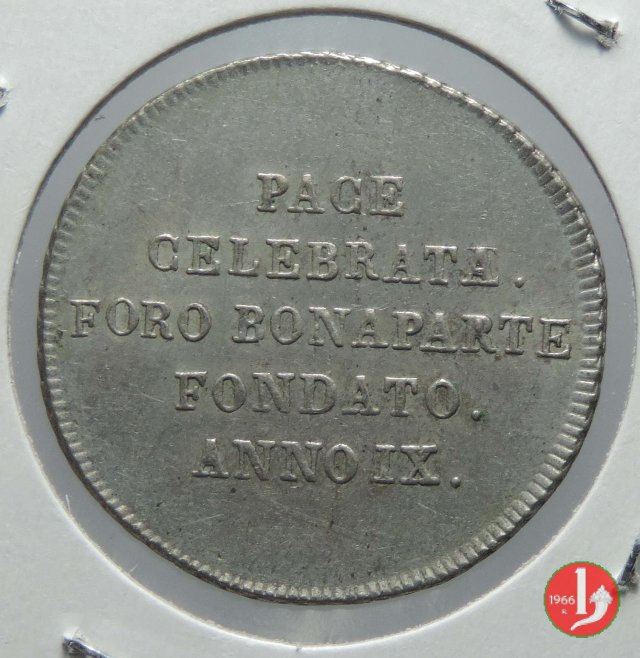 PACE
CELEBRATA.
FORO BONAPARTE
FONDATO.
ANNO IX.
1966
R.